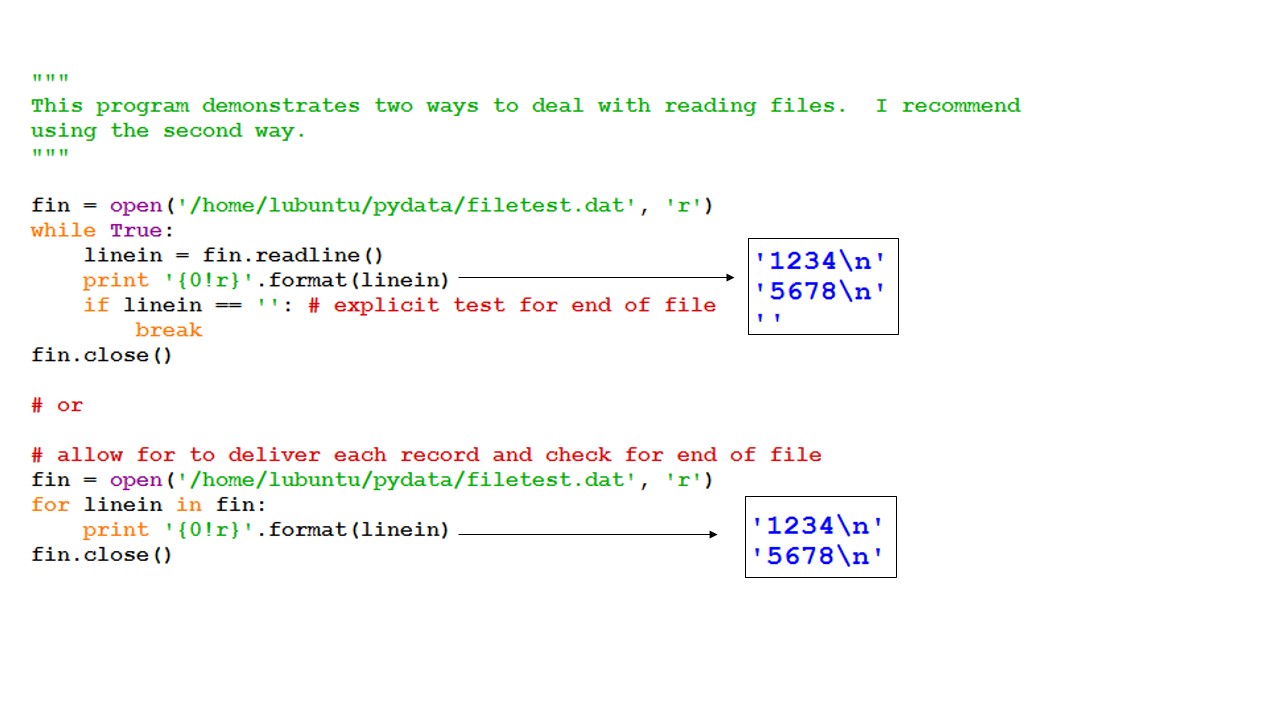 """
This program demonstrates two ways to deal with reading files.  I recommend
using the second way.
"""
fin = open('/home/lubuntu/pydata/filetest.dat', 'r')
while True:
    linein = fin.readline()
    print '{0!r}'.format(linein)
    if linein == '': # explicit test for end of file
        break
fin.close()
'1234\n'
'5678\n'
''
# or
# allow for to deliver each record and check for end of file
fin = open('/home/lubuntu/pydata/filetest.dat', 'r')
for linein in fin:
    print '{0!r}'.format(linein)
fin.close()
'1234\n'
'5678\n'